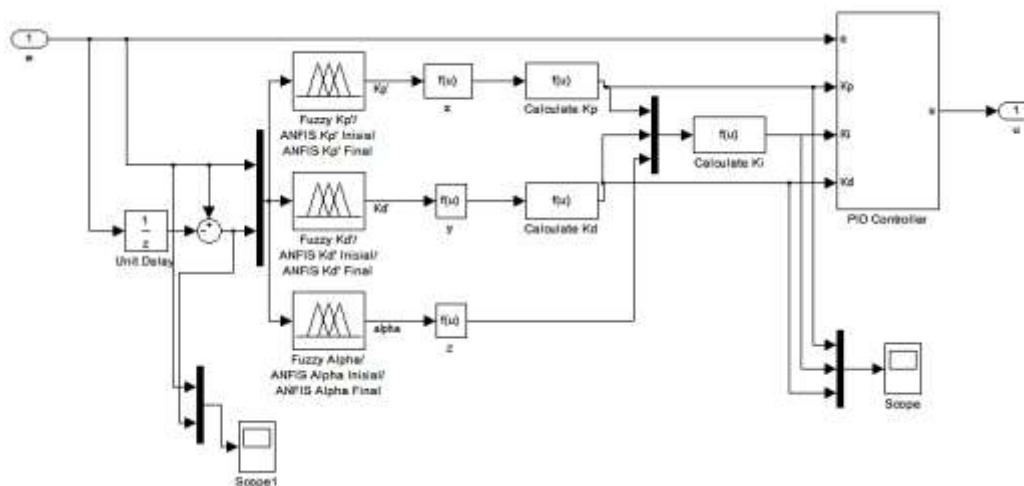 1
e
Kp'
Fuzzy Kp'/
ANFIS Kp' Inisial
ANFIS Kp' Final
f(u)
x
f(u)
Calculate Kp
Kd'
Fuzzy Kd'/
ANFIS Kd' Inisial/
ANFIS Kd' Final
f(u)
y
f(u)
Calculate Kd
f(u)
Calculate Ki
alpha
Fuzzy Alpha/
ANFIS Alpha Inisial/
ANFIS Alpha Final
f(u)
z
1
z
Unit Delay
e
Kp
Ki
Kd
u
PID Controller
1
u
Scope
Scope1